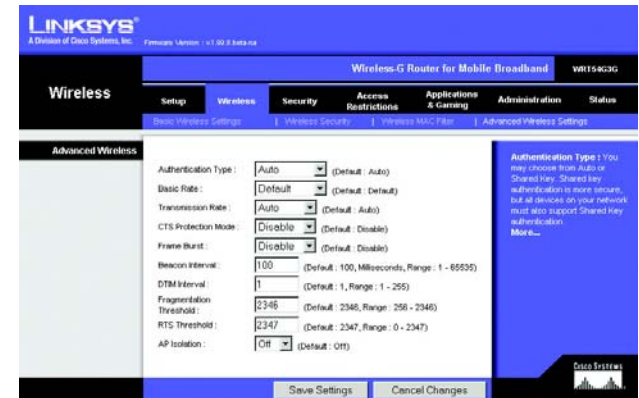 LINKSYS®
A Division of Cisco Systems, Inc.
Firmware Version : v1.00.8.beta-na
Wireless-G Router for Mobile Broadband WRT54G3G
Wireless
Setup Wireless Security Access Restrictions Applications & Gaming Administration Status
Basic Wireless Settings | Wireless Security | Wireless MAC Filter | Advanced Wireless Settings
Advanced Wireless
Authentication Type : Auto (Default : Auto)
Basic Rate : Default (Default : Default)
Transmission Rate : Auto (Default : Auto)
CTS Protection Mode : Disable (Default : Disable)
Frame Burst : Disable (Default : Disable)
Beacon Interval : 100 (Default : 100, Milliseconds, Range : 1 - 65535)
DTIM Interval : 1 (Default : 1, Range : 1 - 255)
Fragmentation Threshold : 2346 (Default : 2346, Range : 256 - 2346)
RTS Threshold : 2347 (Default : 2347, Range : 0 - 2347)
AP Isolation : Off (Default : Off)
Authentication Type : You
may choose from Auto or
Shared Key. Shared key
authentication is more secure,
but all devices on your network
must also support Shared Key
authentication
More...
Save Settings Cancel Changes
CISCO SYSTEMS